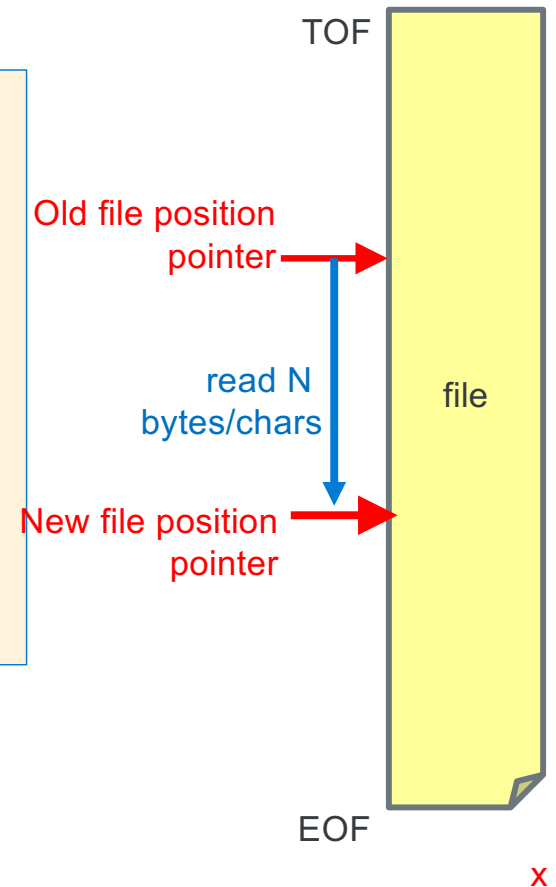 TOF
Old file position
pointer
read N
bytes/chars
file
New file position
pointer
EOF
x